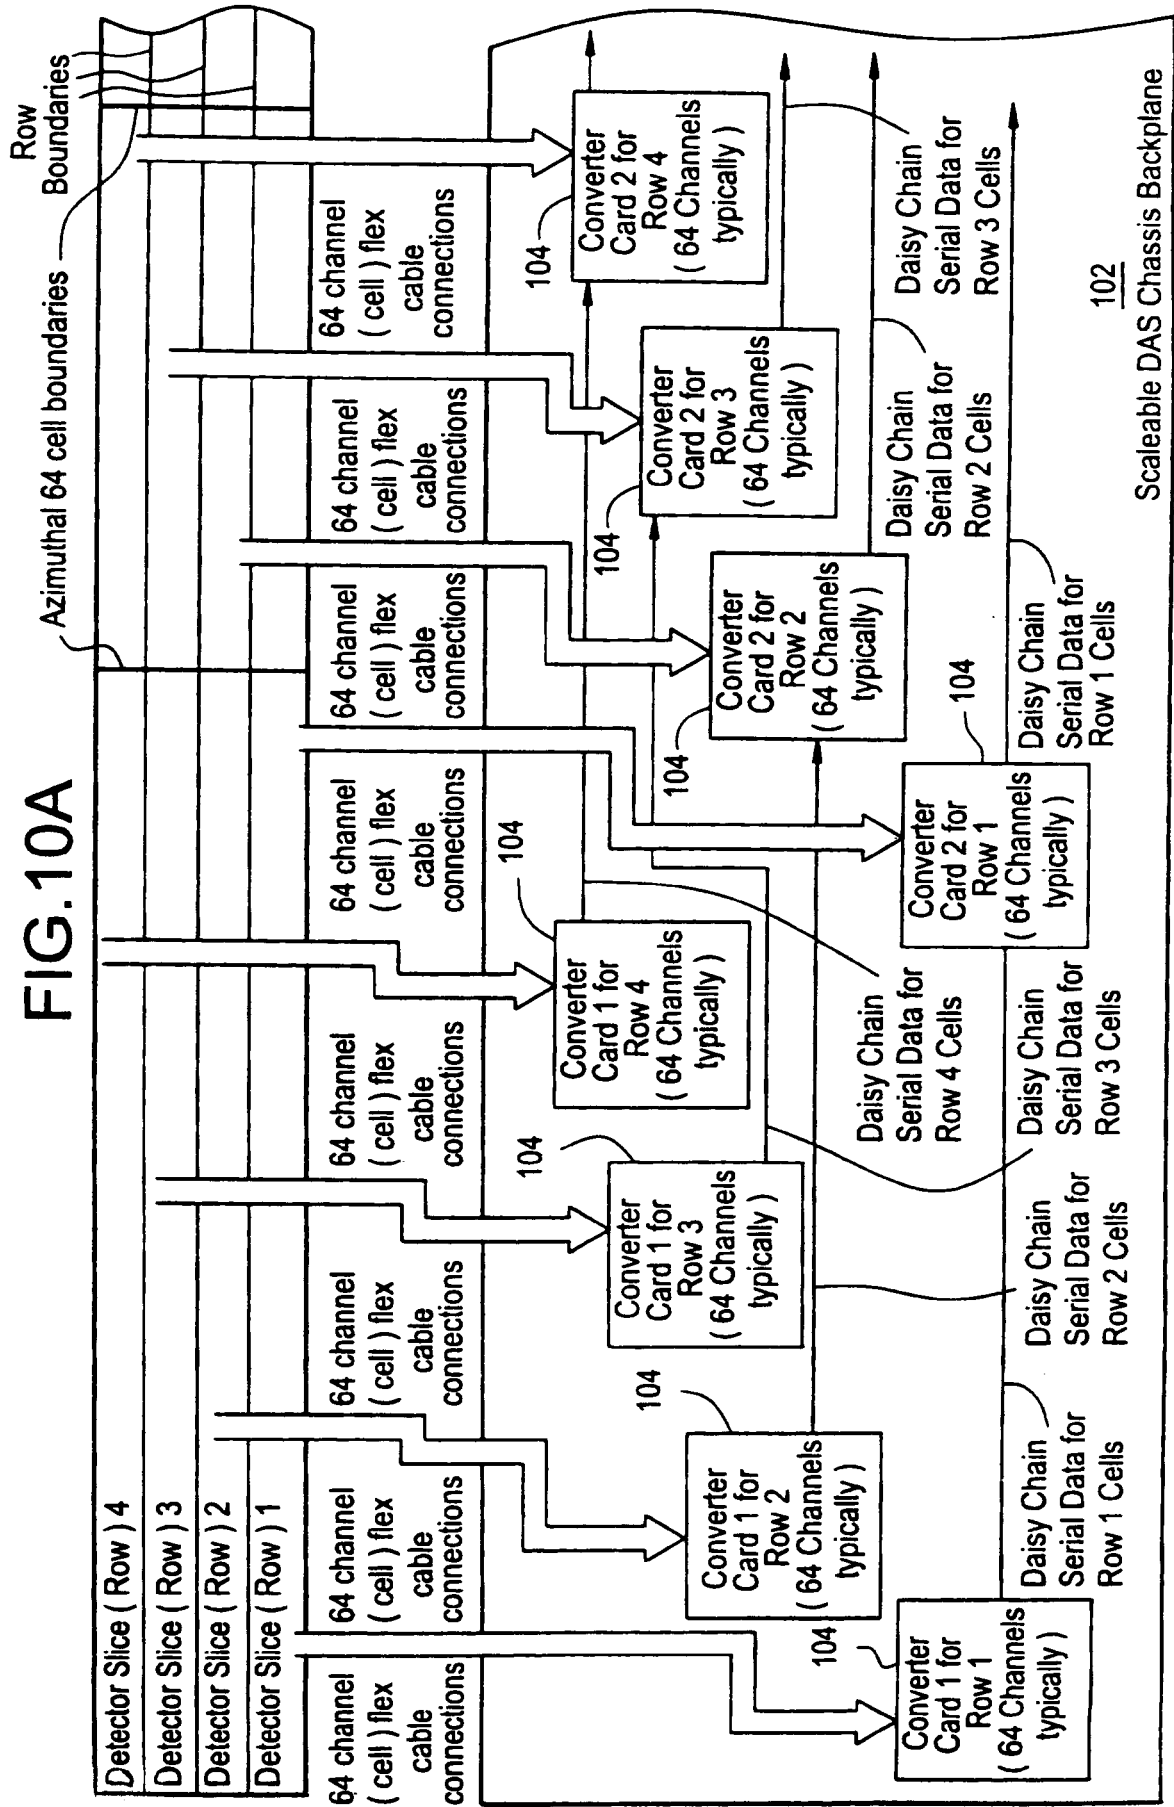 FIG.10A
Row
Boundaries
Azimuthal 64 cell boundaries
Detector Slice ( Row ) 4
Detector Slice ( Row ) 3
Detector Slice ( Row ) 2
Detector Slice ( Row ) 1
64 channel
( cell ) flex
cable
connections
64 channel
( cell ) flex
cable
connections
64 channel
( cell ) flex
cable
connections
64 channel
( cell ) flex
cable
connections
64 channel
( cell ) flex
cable
connections
64 channel
( cell ) flex
cable
connections
64 channel
( cell ) flex
cable
connections
64 channel
( cell ) flex
cable
connections
104
Converter
Card 1 for
Row 1
( 64 Channels
typically )
104
Converter
Card 1 for
Row 2
( 64 Channels
typically )
104
Converter
Card 1 for
Row 3
( 64 Channels
typically )
104
Converter
Card 1 for
Row 4
( 64 Channels
typically )
104
Converter
Card 2 for
Row 1
( 64 Channels
typically )
104
Converter
Card 2 for
Row 2
( 64 Channels
typically )
104
Converter
Card 2 for
Row 3
( 64 Channels
typically )
104
Converter
Card 2 for
Row 4
( 64 Channels
typically )
Daisy Chain
Serial Data for
Row 1 Cells
Daisy Chain
Serial Data for
Row 2 Cells
Daisy Chain
Serial Data for
Row 3 Cells
Daisy Chain
Serial Data for
Row 4 Cells
Daisy Chain
Serial Data for
Row 1 Cells
Daisy Chain
Serial Data for
Row 2 Cells
Daisy Chain
Serial Data for
Row 3 Cells
102
Scaleable DAS Chassis Backplane